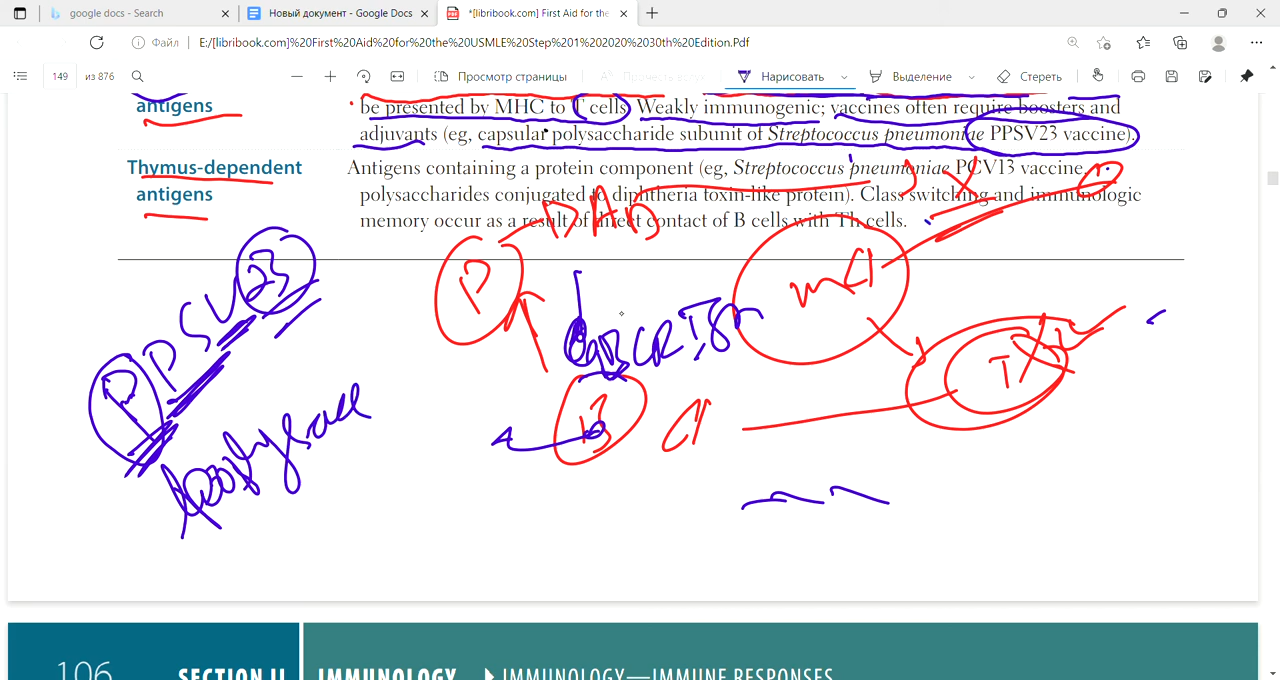 google docs - Search
Новый документ - Google Docs
*[libribook.com] First Aid for the
Файл
E:/[libribook.com]%20First%20Aid%20for%20the%20USMLE%20Step%201%202020%2030th%20Edition.Pdf
149 из 876
Просмотр страницы
Прочесть вслух
Нарисовать
Выделение
Стереть
antigens
be presented by MHC to T cells. Weakly immunogenic; vaccines often require boosters and
adjuvants (eg, capsular polysaccharide subunit of Streptococcus pneumoniae PPSV23 vaccine).
Thymus-dependent
antigens
Antigens containing a protein component (eg, Streptococcus pneumoniae PCV13 vaccine,
polysaccharides conjugated to diphtheria toxin-like protein). Class switching and immunologic
memory occur as a result of direct contact of B cells with Th cells.
PPSV23
P
B
106
SECTION II
IMMUNOLOGY
IMMUNOLOGY—IMMUNE RESPONSES